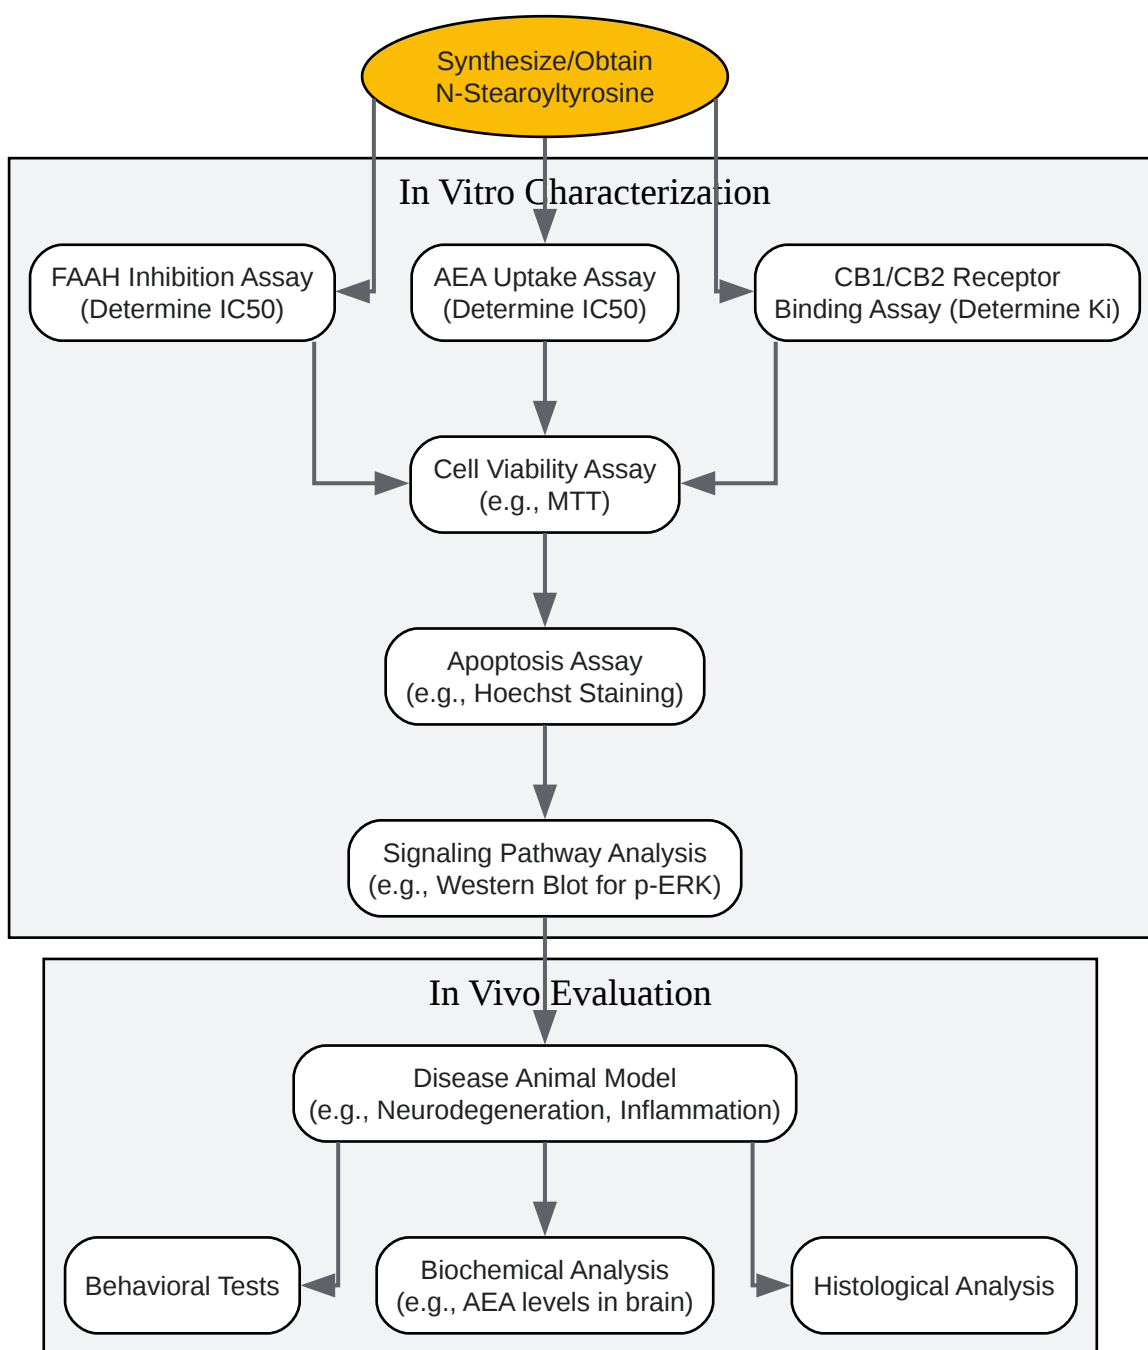 Synthesize/Obtain
N-Stearoyltyrosine
In Vitro Characterization
FAAH Inhibition Assay
(Determine IC50)
AEA Uptake Assay
(Determine IC50)
CB1/CB2 Receptor
Binding Assay (Determine Ki)
Cell Viability Assay
(e.g., MTT)
Apoptosis Assay
(e.g., Hoechst Staining)
Signaling Pathway Analysis
(e.g., Western Blot for p-ERK)
In Vivo Evaluation
Disease Animal Model
(e.g., Neurodegeneration, Inflammation)
Behavioral Tests
Biochemical Analysis
(e.g., AEA levels in brain)
Histological Analysis